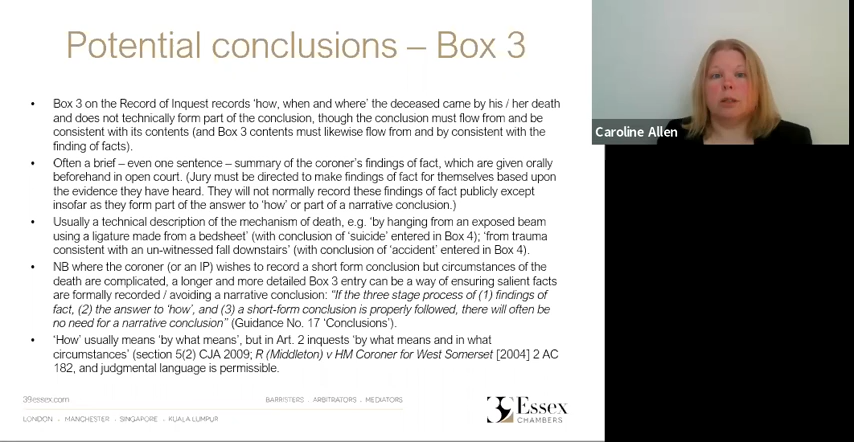 Potential conclusions – Box 3
• Box 3 on the Record of Inquest records 'how, when and where' the deceased came by his / her death
and does not technically form part of the conclusion, though the conclusion must flow from and be
consistent with its contents (and Box 3 contents must likewise flow from and by consistent with the
finding of facts).
• Often a brief – even one sentence – summary of the coroner's findings of fact, which are given orally
beforehand in open court. (Jury must be directed to make findings of fact for themselves based upon
the evidence they have heard. They will not normally record these findings of fact publicly except
insofar as they form part of the answer to 'how' or part of a narrative conclusion.)
• Usually a technical description of the mechanism of death, e.g. 'by hanging from an exposed beam
using a ligature made from a bedsheet' (with conclusion of 'suicide' entered in Box 4); 'from trauma
consistent with an un-witnessed fall downstairs' (with conclusion of 'accident' entered in Box 4).
• NB where the coroner (or an IP) wishes to record a short form conclusion but circumstances of the
death are complicated, a longer and more detailed Box 3 entry can be a way of ensuring salient facts
are formally recorded / avoiding a narrative conclusion: "If the three stage process of (1) findings of
fact, (2) the answer to 'how', and (3) a short-form conclusion is properly followed, there will often be
no need for a narrative conclusion" (Guidance No. 17 'Conclusions').
• 'How' usually means 'by what means', but in Art. 2 inquests 'by what means and in what
circumstances' (section 5(2) CJA 2009; R (Middleton) v HM Coroner for West Somerset [2004] 2 AC
182, and judgmental language is permissible.
39essex.com
BARRISTERS . ARBITRATORS . MEDIATORS
LONDON . MANCHESTER . SINGAPORE . KUALA LUMPUR
39 Essex
CHAMBERS
Caroline Allen